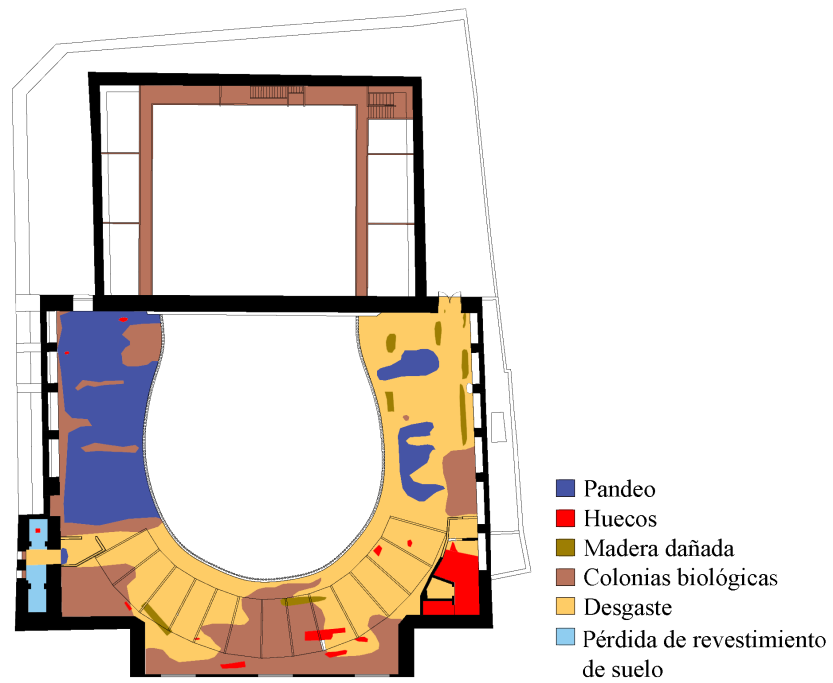 Pandeo
Huecos
Madera dañada
Colonias biológicas
Desgaste
Pérdida de revestimiento
de suelo